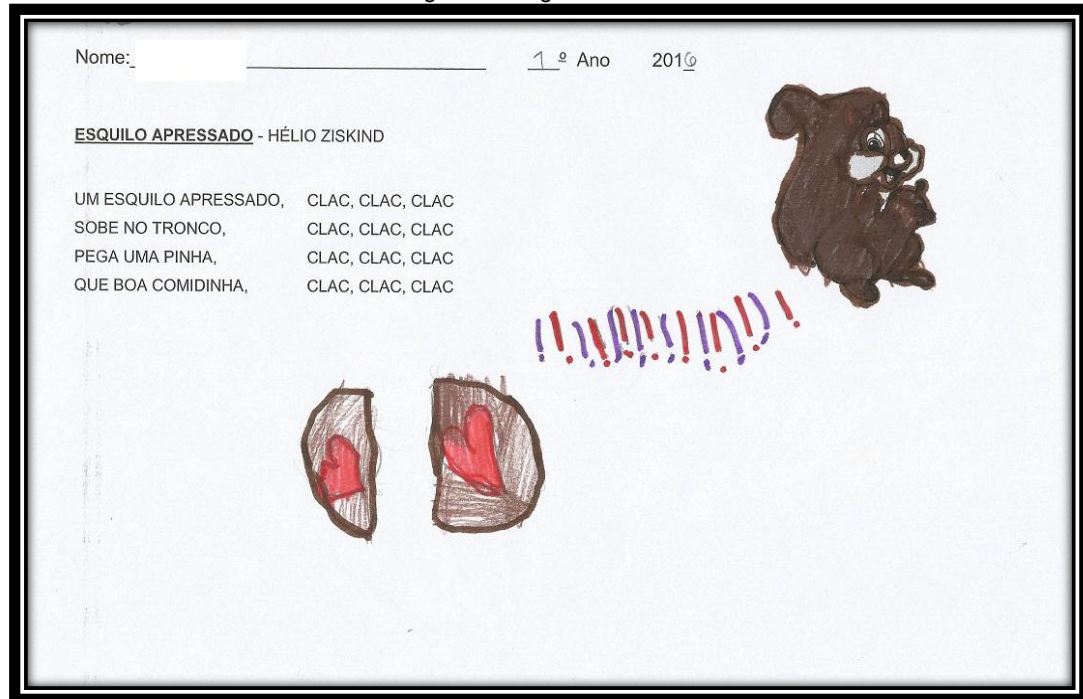 Nome: 1 º Ano 2016
ESQUILO APRESSADO - HÉLIO ZISKIND
UM ESQUILO APRESSADO, CLAC, CLAC, CLAC
SOBE NO TRONCO, CLAC, CLAC, CLAC
PEGA UMA PINHA, CLAC, CLAC, CLAC
QUE BOA COMIDINHA, CLAC, CLAC, CLAC